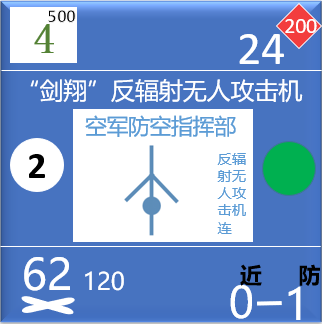 4 500
24
200
“剑翔”反辐射无人攻击机
空军防空指挥部
2
反辐
射无
人攻
击机
连
62 120
近 防
0–1